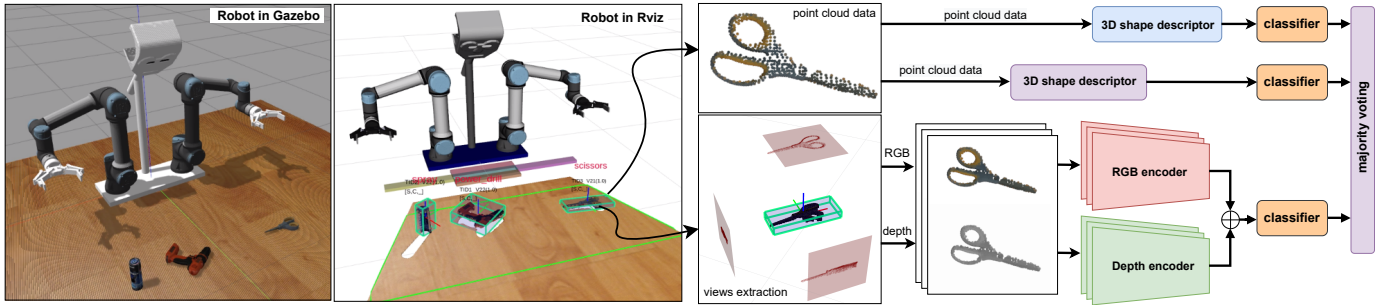 Robot in Gazebo
Robot in Rviz
scissors
[S,C,_]
[S,C,_]
point cloud data
views extraction
point cloud data
3D shape descriptor
classifier
point cloud data
3D shape descriptor
classifier
RGB
RGB encoder
depth
Depth encoder
classifier
majority voting